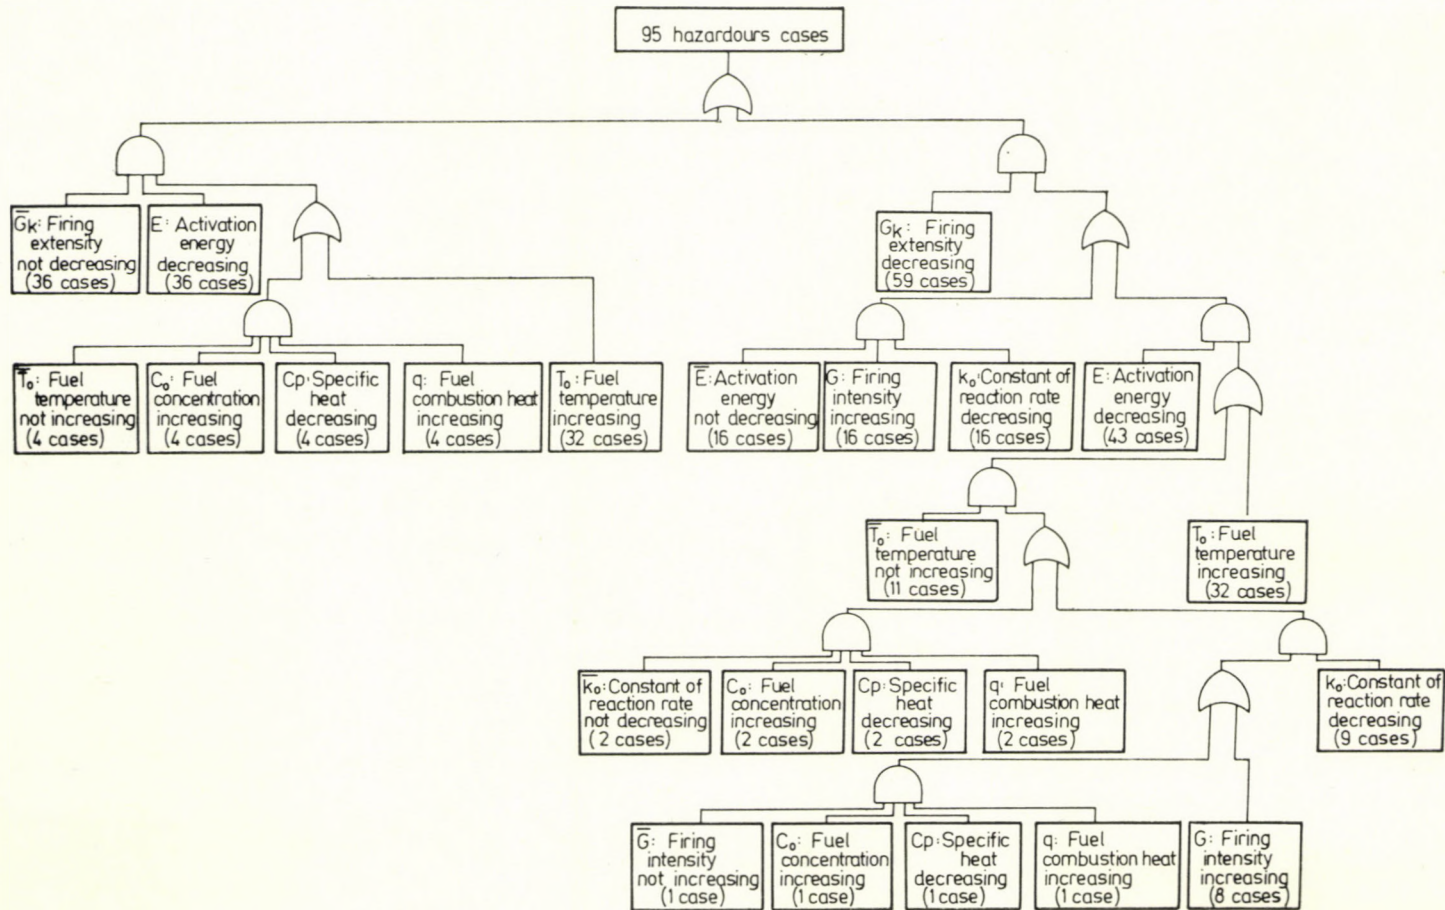 95 hazardours cases
G̅k: Firing
extensity
not decreasing
(36 cases)
E: Activation
energy
decreasing
(36 cases)
Gk: Firing
extensity
decreasing
(59 cases)
T̅o: Fuel
temperature
not increasing
(4 cases)
Co: Fuel
concentration
increasing
(4 cases)
Cp: Specific
heat
decreasing
(4 cases)
q: Fuel
combustion heat
increasing
(4 cases)
To: Fuel
temperature
increasing
(32 cases)
E̅: Activation
energy
not decreasing
(16 cases)
G: Firing
intensity
increasing
(16 cases)
ko: Constant of
reaction rate
decreasing
(16 cases)
E: Activation
energy
decreasing
(43 cases)
T̅o: Fuel
temperature
not increasing
(11 cases)
To: Fuel
temperature
increasing
(32 cases)
k̅o: Constant of
reaction rate
not decreasing
(2 cases)
Co: Fuel
concentration
increasing
(2 cases)
Cp: Specific
heat
decreasing
(2 cases)
q: Fuel
combustion heat
increasing
(2 cases)
ko: Constant of
reaction rate
decreasing
(9 cases)
G̅: Firing
intensity
not increasing
(1 case)
Co: Fuel
concentration
increasing
(1 case)
Cp: Specific
heat
decreasing
(1 case)
q: Fuel
combustion heat
increasing
(1 case)
G: Firing
intensity
increasing
(8 cases)